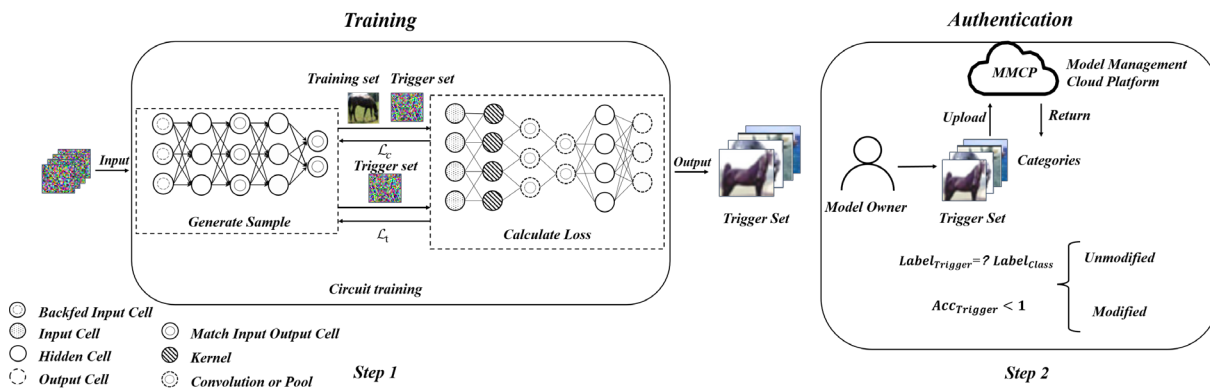 Training
Training set
Trigger set
Input
ℒc
Trigger set
ℒt
Generate Sample
Calculate Loss
Circuit training
Output
Trigger Set
Backfed Input Cell
Input Cell
Hidden Cell
Output Cell
Match Input Output Cell
Kernel
Convolution or Pool
Step 1
Authentication
MMCP
Model Management
Cloud Platform
Upload
Return
Categories
Model Owner
Trigger Set
LabelTrigger=? LabelClass
Unmodified
AccTrigger < 1
Modified
Step 2